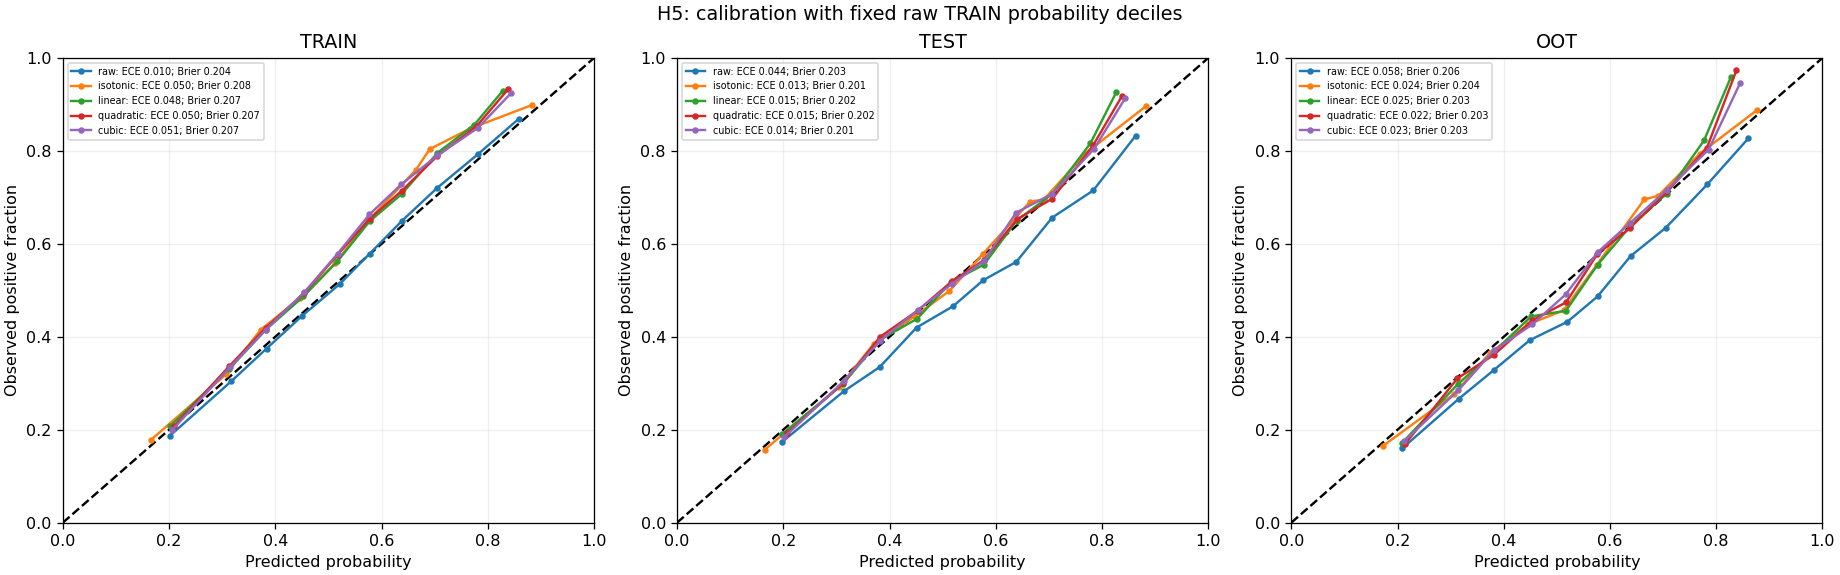 H5: calibration with fixed raw TRAIN probability deciles
TRAIN
raw: ECE 0.010; Brier 0.204
isotonic: ECE 0.050; Brier 0.208
linear: ECE 0.048; Brier 0.207
quadratic: ECE 0.050; Brier 0.207
cubic: ECE 0.051; Brier 0.207
Observed positive fraction
1.0
0.8
0.6
0.4
0.2
0.0
0.0 0.2 0.4 0.6 0.8 1.0
Predicted probability
TEST
raw: ECE 0.044; Brier 0.203
isotonic: ECE 0.013; Brier 0.201
linear: ECE 0.015; Brier 0.202
quadratic: ECE 0.015; Brier 0.202
cubic: ECE 0.014; Brier 0.201
Observed positive fraction
1.0
0.8
0.6
0.4
0.2
0.0
0.0 0.2 0.4 0.6 0.8 1.0
Predicted probability
OOT
raw: ECE 0.058; Brier 0.206
isotonic: ECE 0.024; Brier 0.204
linear: ECE 0.025; Brier 0.203
quadratic: ECE 0.022; Brier 0.203
cubic: ECE 0.023; Brier 0.203
Observed positive fraction
1.0
0.8
0.6
0.4
0.2
0.0
0.0 0.2 0.4 0.6 0.8 1.0
Predicted probability